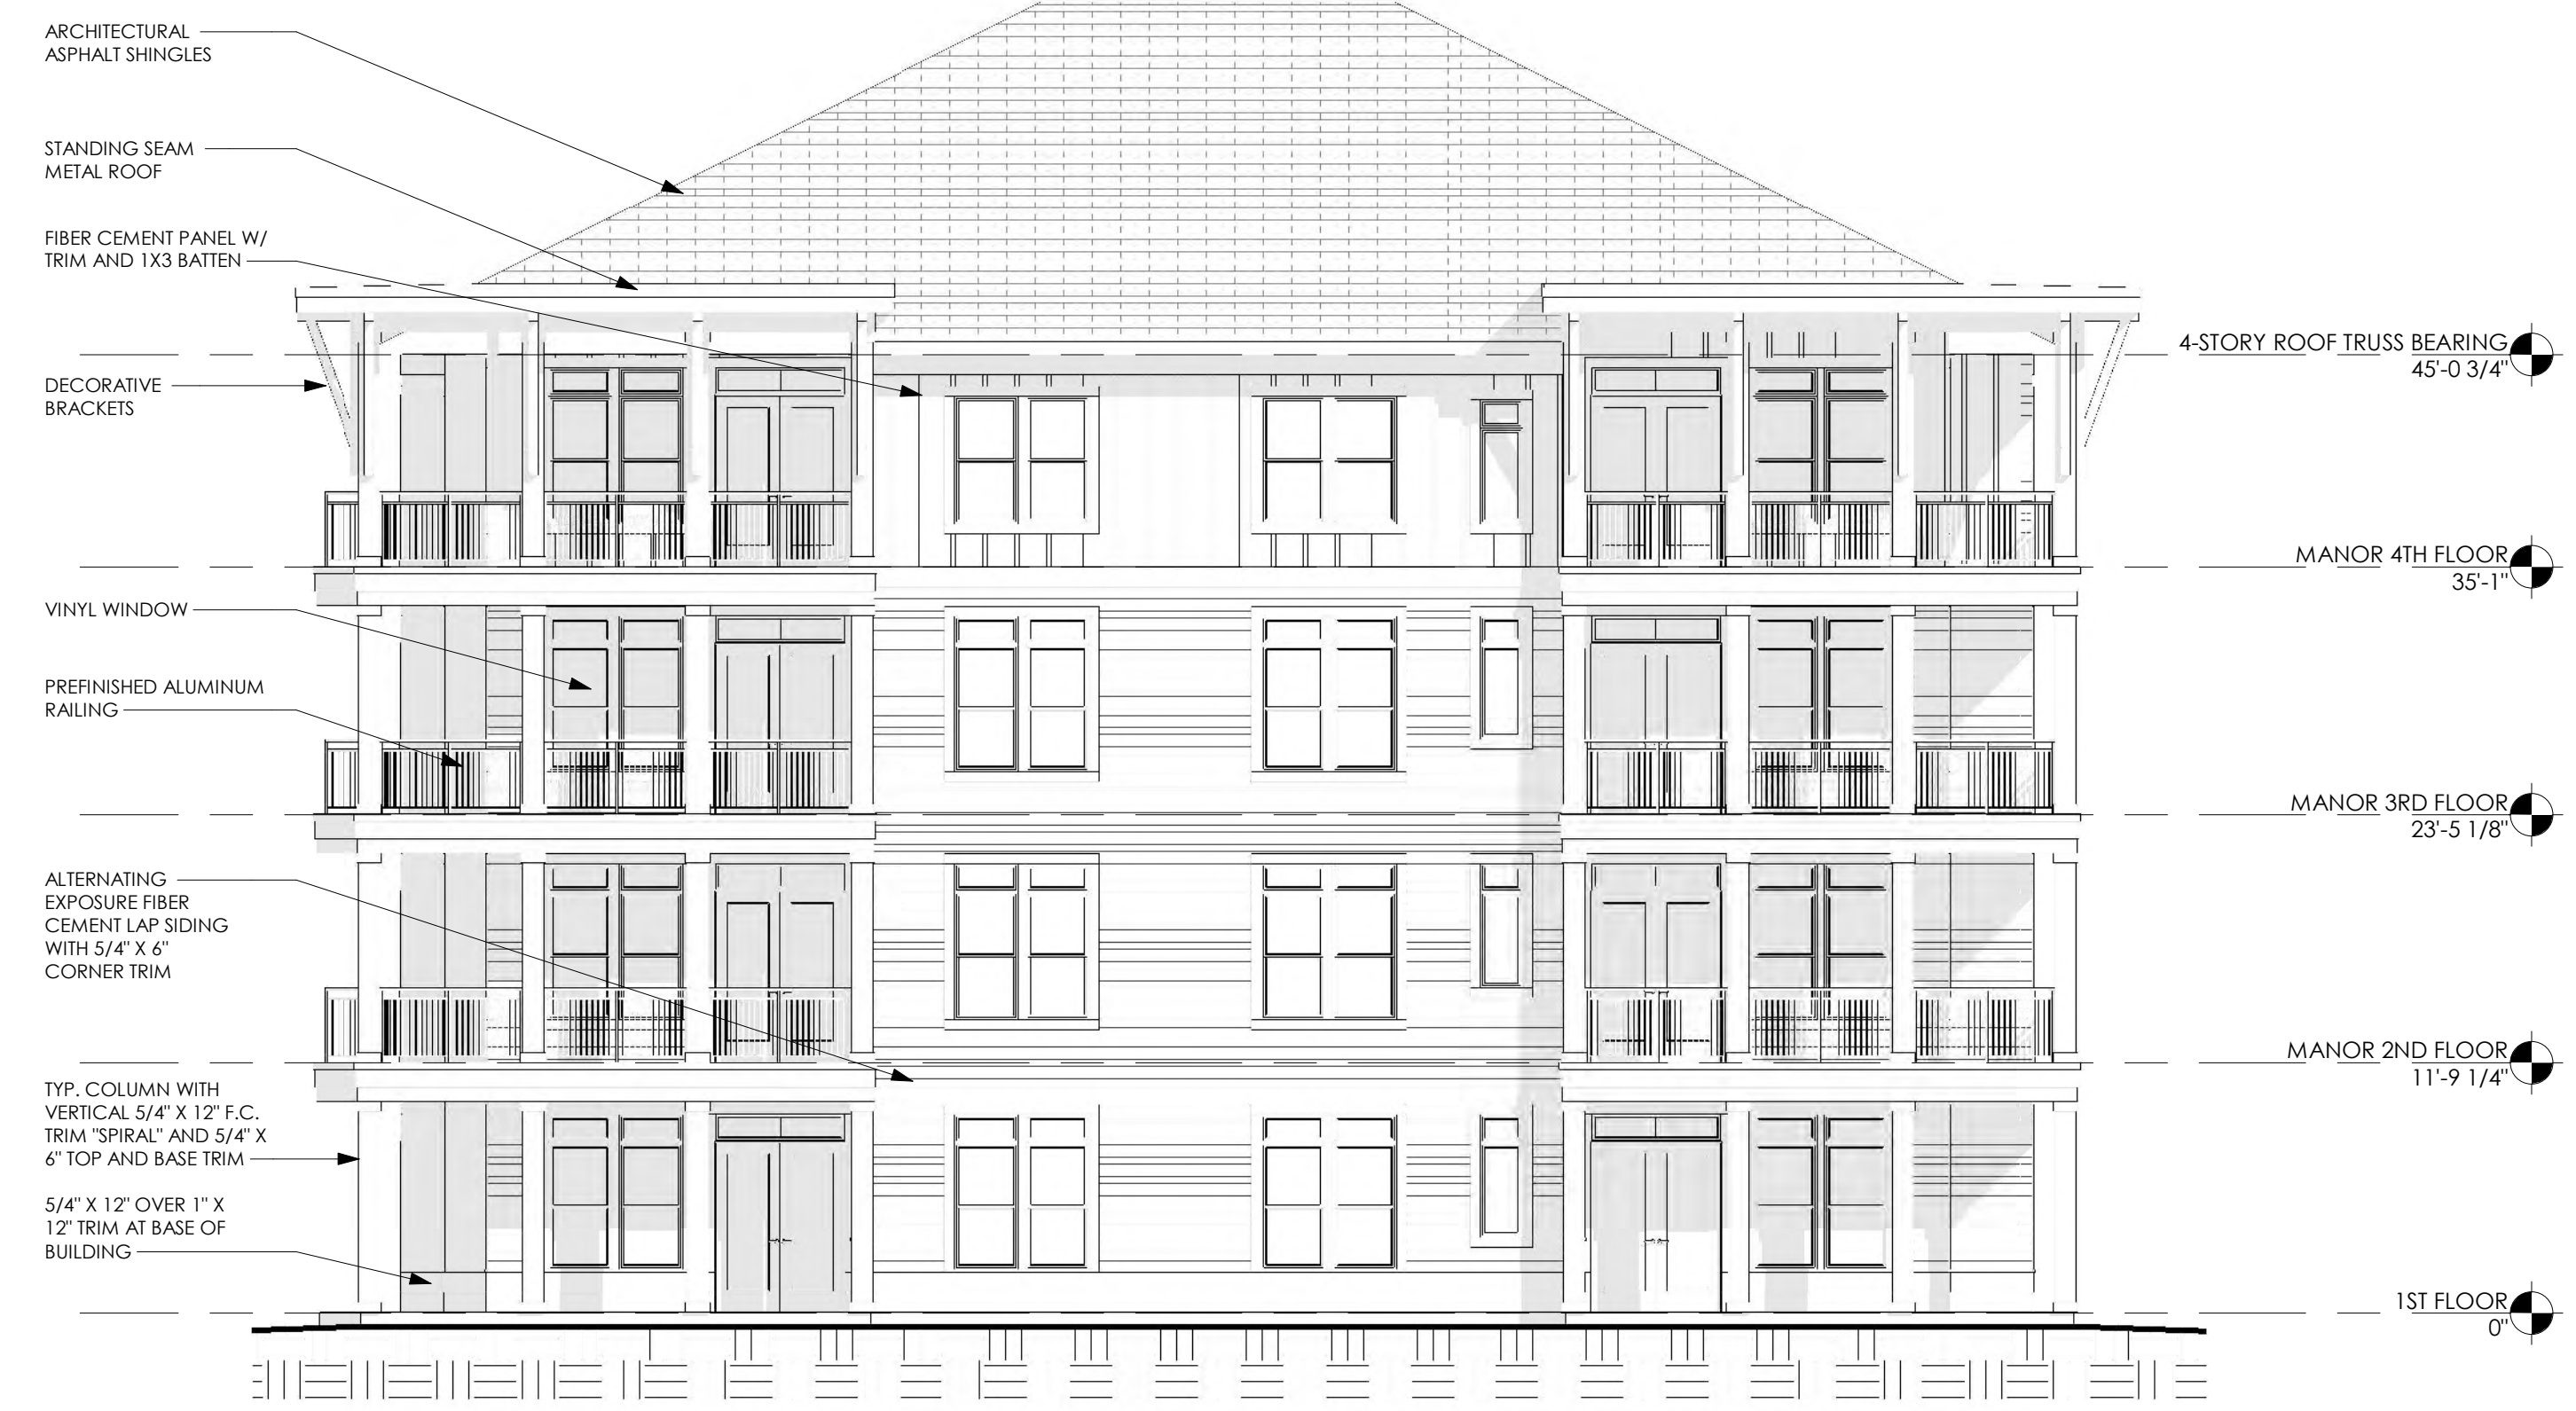 ARCHITECTURAL
ASPHALT SHINGLES
STANDING SEAM
METAL ROOF
FIBER CEMENT PANEL W/
TRIM AND 1X3 BATTEN
DECORATIVE
BRACKETS
VINYL WINDOW
PREFINISHED ALUMINUM
RAILING
ALTERNATING
EXPOSURE FIBER
CEMENT LAP SIDING
WITH 5/4" X 6"
CORNER TRIM
TYP. COLUMN WITH
VERTICAL 5/4" X 12" F.C.
TRIM "SPIRAL" AND 5/4" X
6" TOP AND BASE TRIM
5/4" X 12" OVER 1" X
12" TRIM AT BASE OF
BUILDING
4-STORY ROOF TRUSS BEARING
45'-0 3/4"
MANOR 4TH FLOOR
35'-1"
MANOR 3RD FLOOR
23'-5 1/8"
MANOR 2ND FLOOR
11'-9 1/4"
1ST FLOOR
0"